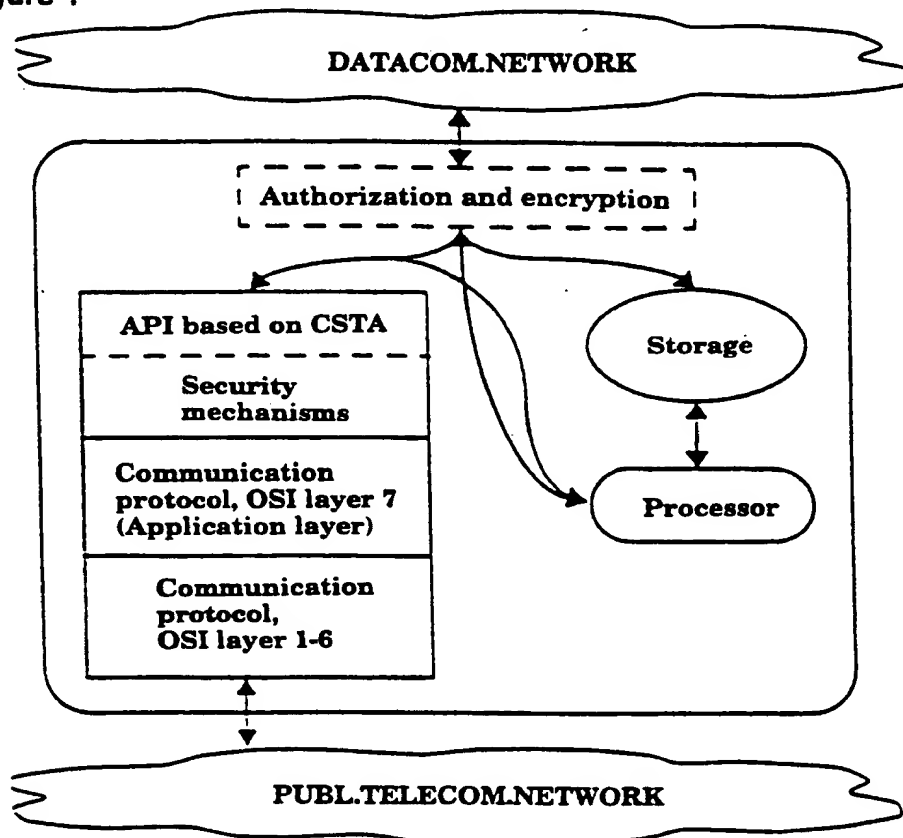 DATACOM.NETWORK
Authorization and encryption
API based on CSTA
Security
mechanisms
Communication
protocol, OSI layer 7
(Application layer)
Communication
protocol,
OSI layer 1-6
Storage
Processor
PUBL.TELECOM.NETWORK